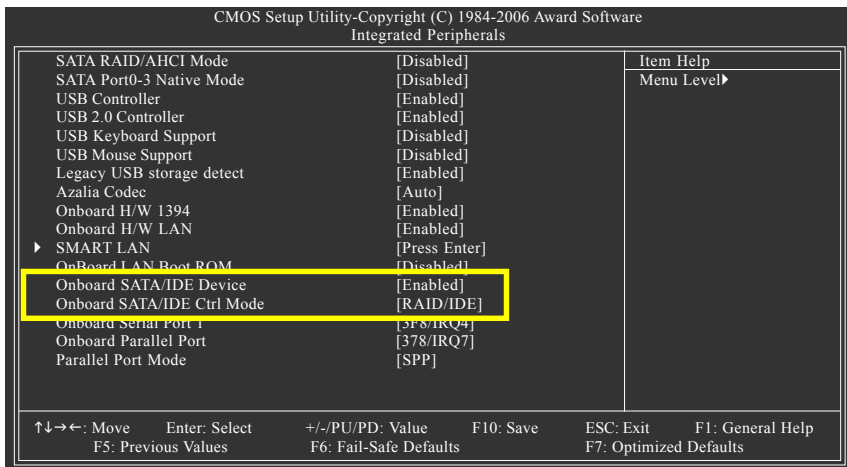 CMOS Setup Utility-Copyright (C) 1984-2006 Award Software
Integrated Peripherals
SATA RAID/AHCI Mode [Disabled] Item Help
SATA Port0-3 Native Mode [Disabled] Menu Level▶
USB Controller [Enabled]
USB 2.0 Controller [Enabled]
USB Keyboard Support [Disabled]
USB Mouse Support [Disabled]
Legacy USB storage detect [Enabled]
Azalia Codec [Auto]
Onboard H/W 1394 [Enabled]
Onboard H/W LAN [Enabled]
▶ SMART LAN [Press Enter]
OnBoard LAN Boot ROM [Disabled]
Onboard SATA/IDE Device [Enabled]
Onboard SATA/IDE Ctrl Mode [RAID/IDE]
Onboard Serial Port 1 [3F8/IRQ4]
Onboard Parallel Port [378/IRQ7]
Parallel Port Mode [SPP]
↑↓→←: Move Enter: Select +/-/PU/PD: Value F10: Save ESC: Exit F1: General Help
F5: Previous Values F6: Fail-Safe Defaults F7: Optimized Defaults